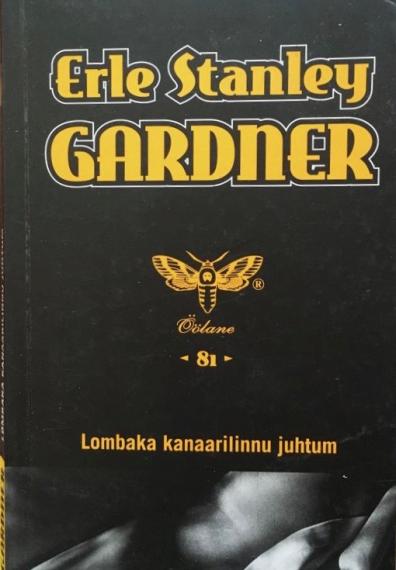 Erle Stanley
GARDNER
®
Öölane
◄ 81 ►
Lombaka kanaarilinnu juhtum